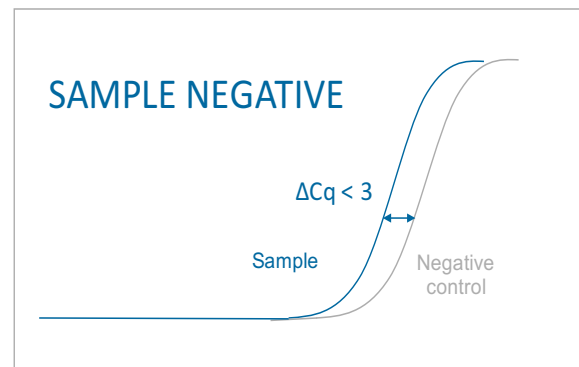 SAMPLE NEGATIVE
ΔCq < 3
Sample
Negative
control